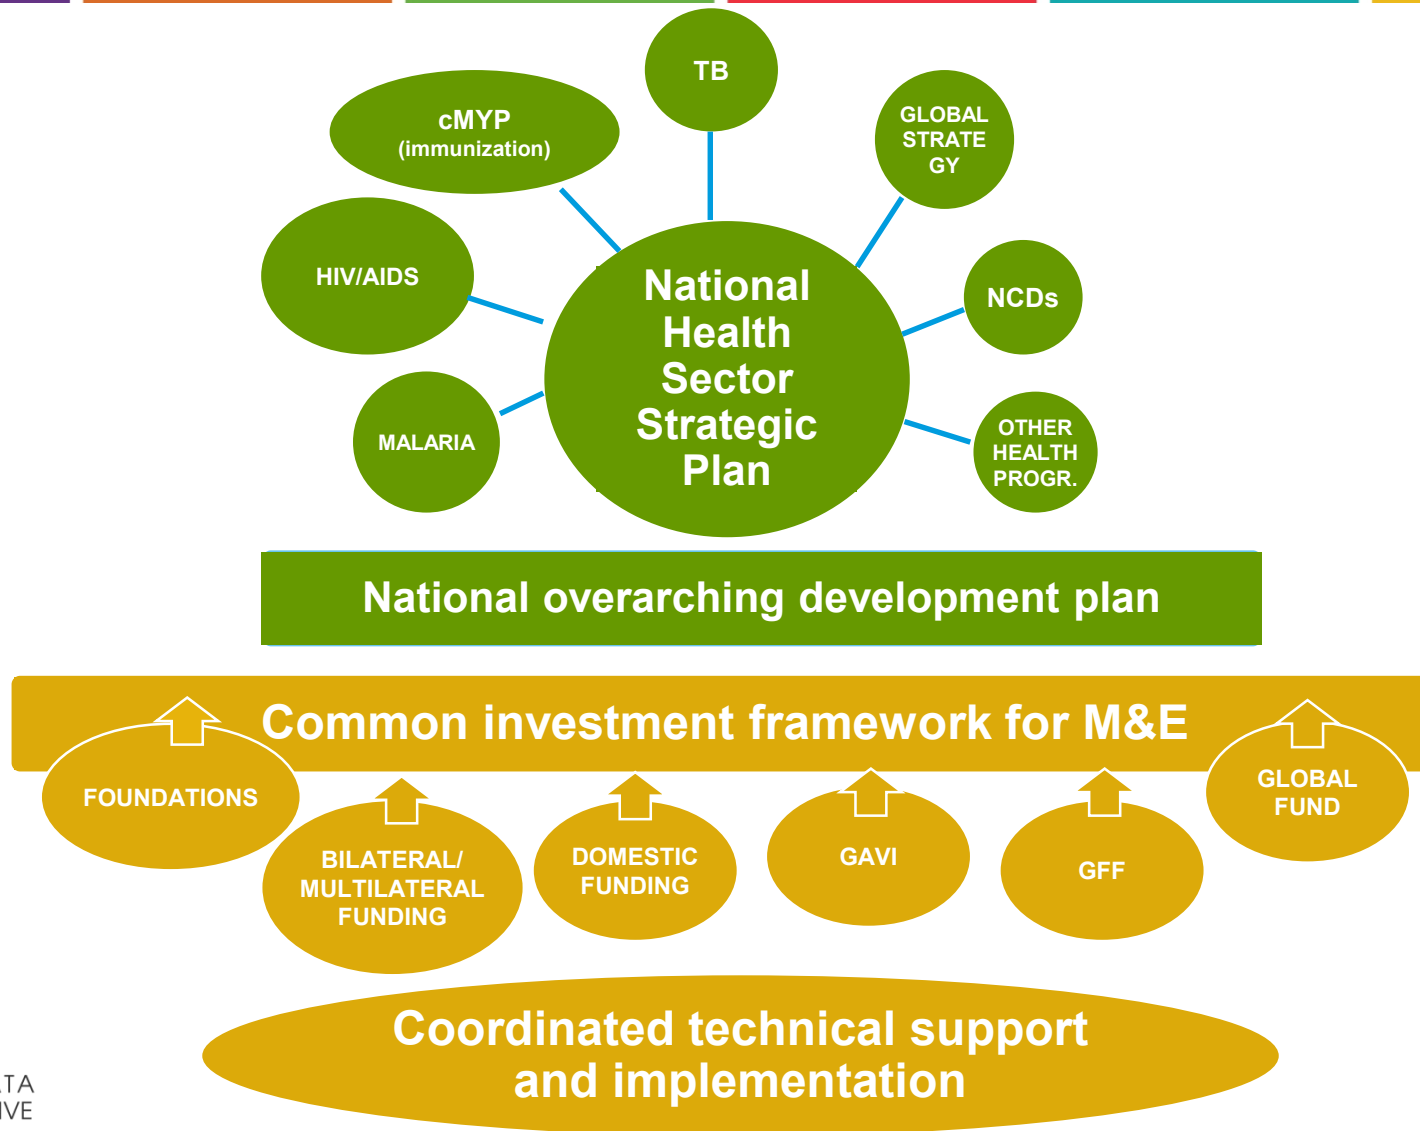 TB
cMYP
(immunization)
GLOBAL
STRATE
GY
HIV/AIDS
National
Health
Sector
Strategic
Plan
NCDs
MALARIA
OTHER
HEALTH
PROGR.
National overarching development plan
Common investment framework for M&E
FOUNDATIONS
BILATERAL/
MULTILATERAL
FUNDING
DOMESTIC
FUNDING
GAVI
GFF
GLOBAL
FUND
Coordinated technical support
and implementation